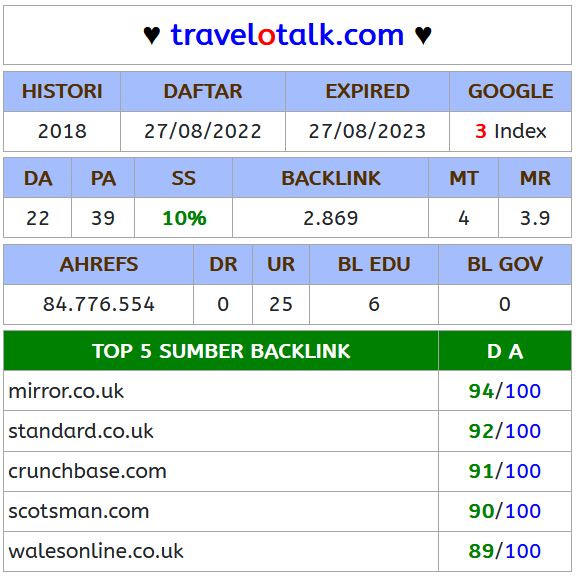 ♥ travelotalk.com ♥
HISTORI DAFTAR EXPIRED GOOGLE
2018 27/08/2022 27/08/2023 3 Index
DA PA SS BACKLINK MT MR
22 39 10% 2.869 4 3.9
AHREFS DR UR BL EDU BL GOV
84.776.554 0 25 6 0
TOP 5 SUMBER BACKLINK D A
mirror.co.uk 94/100
standard.co.uk 92/100
crunchbase.com 91/100
scotsman.com 90/100
walesonline.co.uk 89/100